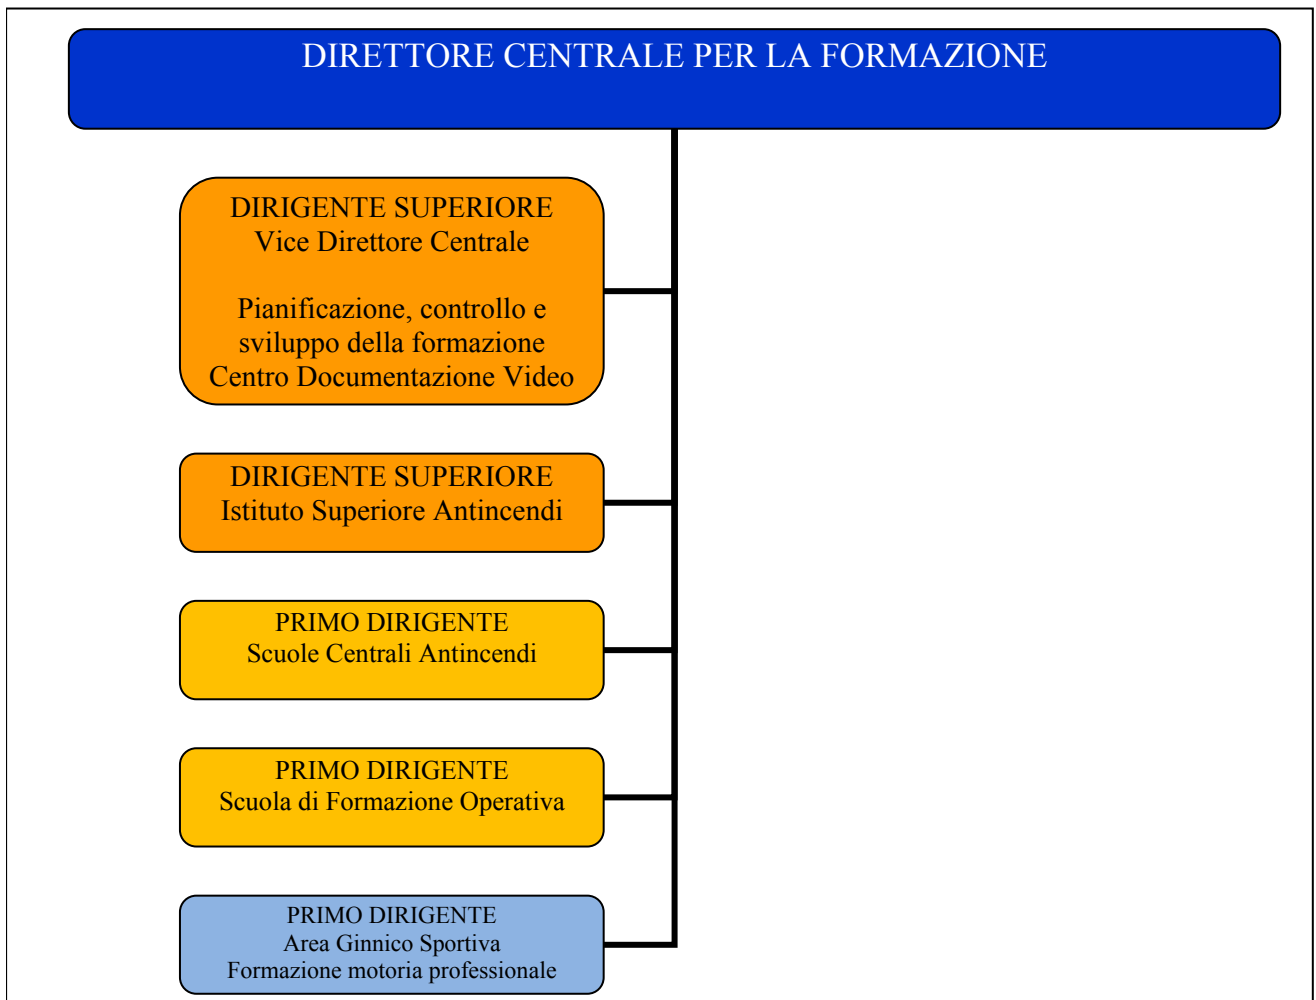 DIRETTORE CENTRALE PER LA FORMAZIONE
DIRIGENTE SUPERIORE
Vice Direttore Centrale
Pianificazione, controllo e
sviluppo della formazione
Centro Documentazione Video
DIRIGENTE SUPERIORE
Istituto Superiore Antincendi
PRIMO DIRIGENTE
Scuole Centrali Antincendi
PRIMO DIRIGENTE
Scuola di Formazione Operativa
PRIMO DIRIGENTE
Area Ginnico Sportiva
Formazione motoria professionale